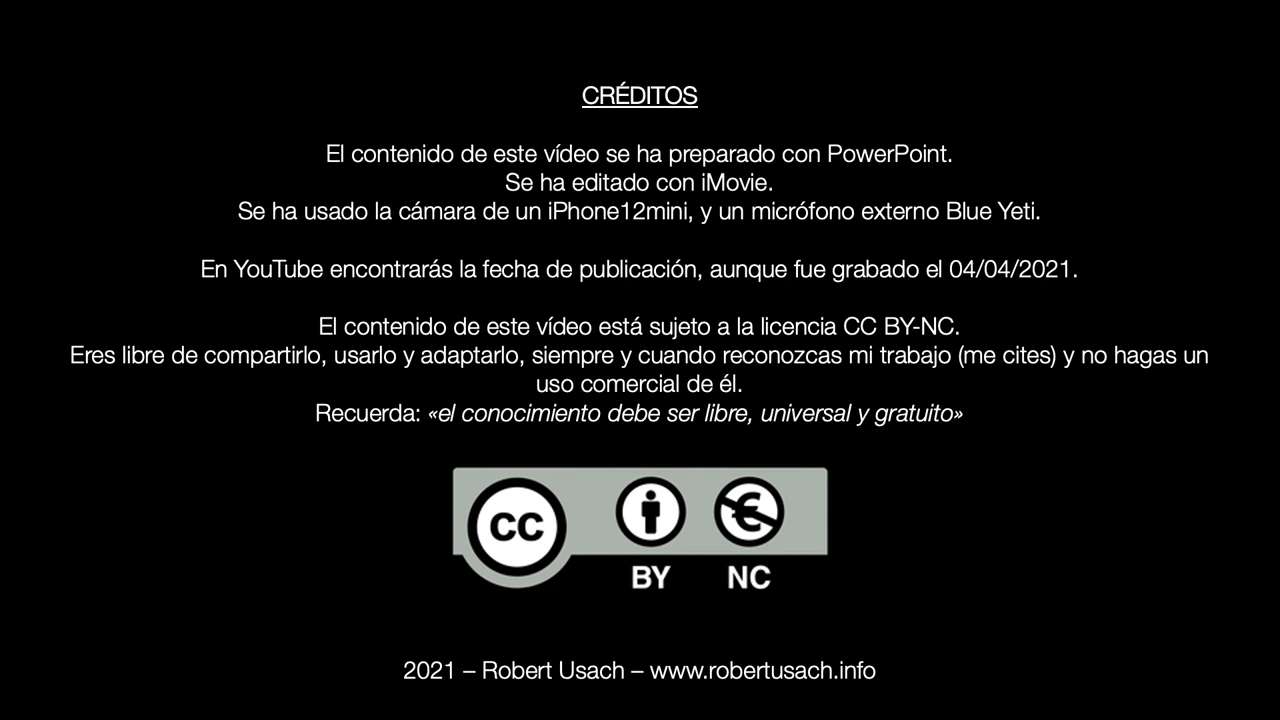 CRÉDITOS
El contenido de este vídeo se ha preparado con PowerPoint.
Se ha editado con iMovie.
Se ha usado la cámara de un iPhone12mini, y un micrófono externo Blue Yeti.
En YouTube encontrarás la fecha de publicación, aunque fue grabado el 04/04/2021.
El contenido de este vídeo está sujeto a la licencia CC BY-NC.
Eres libre de compartirlo, usarlo y adaptarlo, siempre y cuando reconozcas mi trabajo (me cites) y no hagas un
uso comercial de él.
Recuerda: «el conocimiento debe ser libre, universal y gratuito»
CC €
BY NC
2021 – Robert Usach – www.robertusach.info